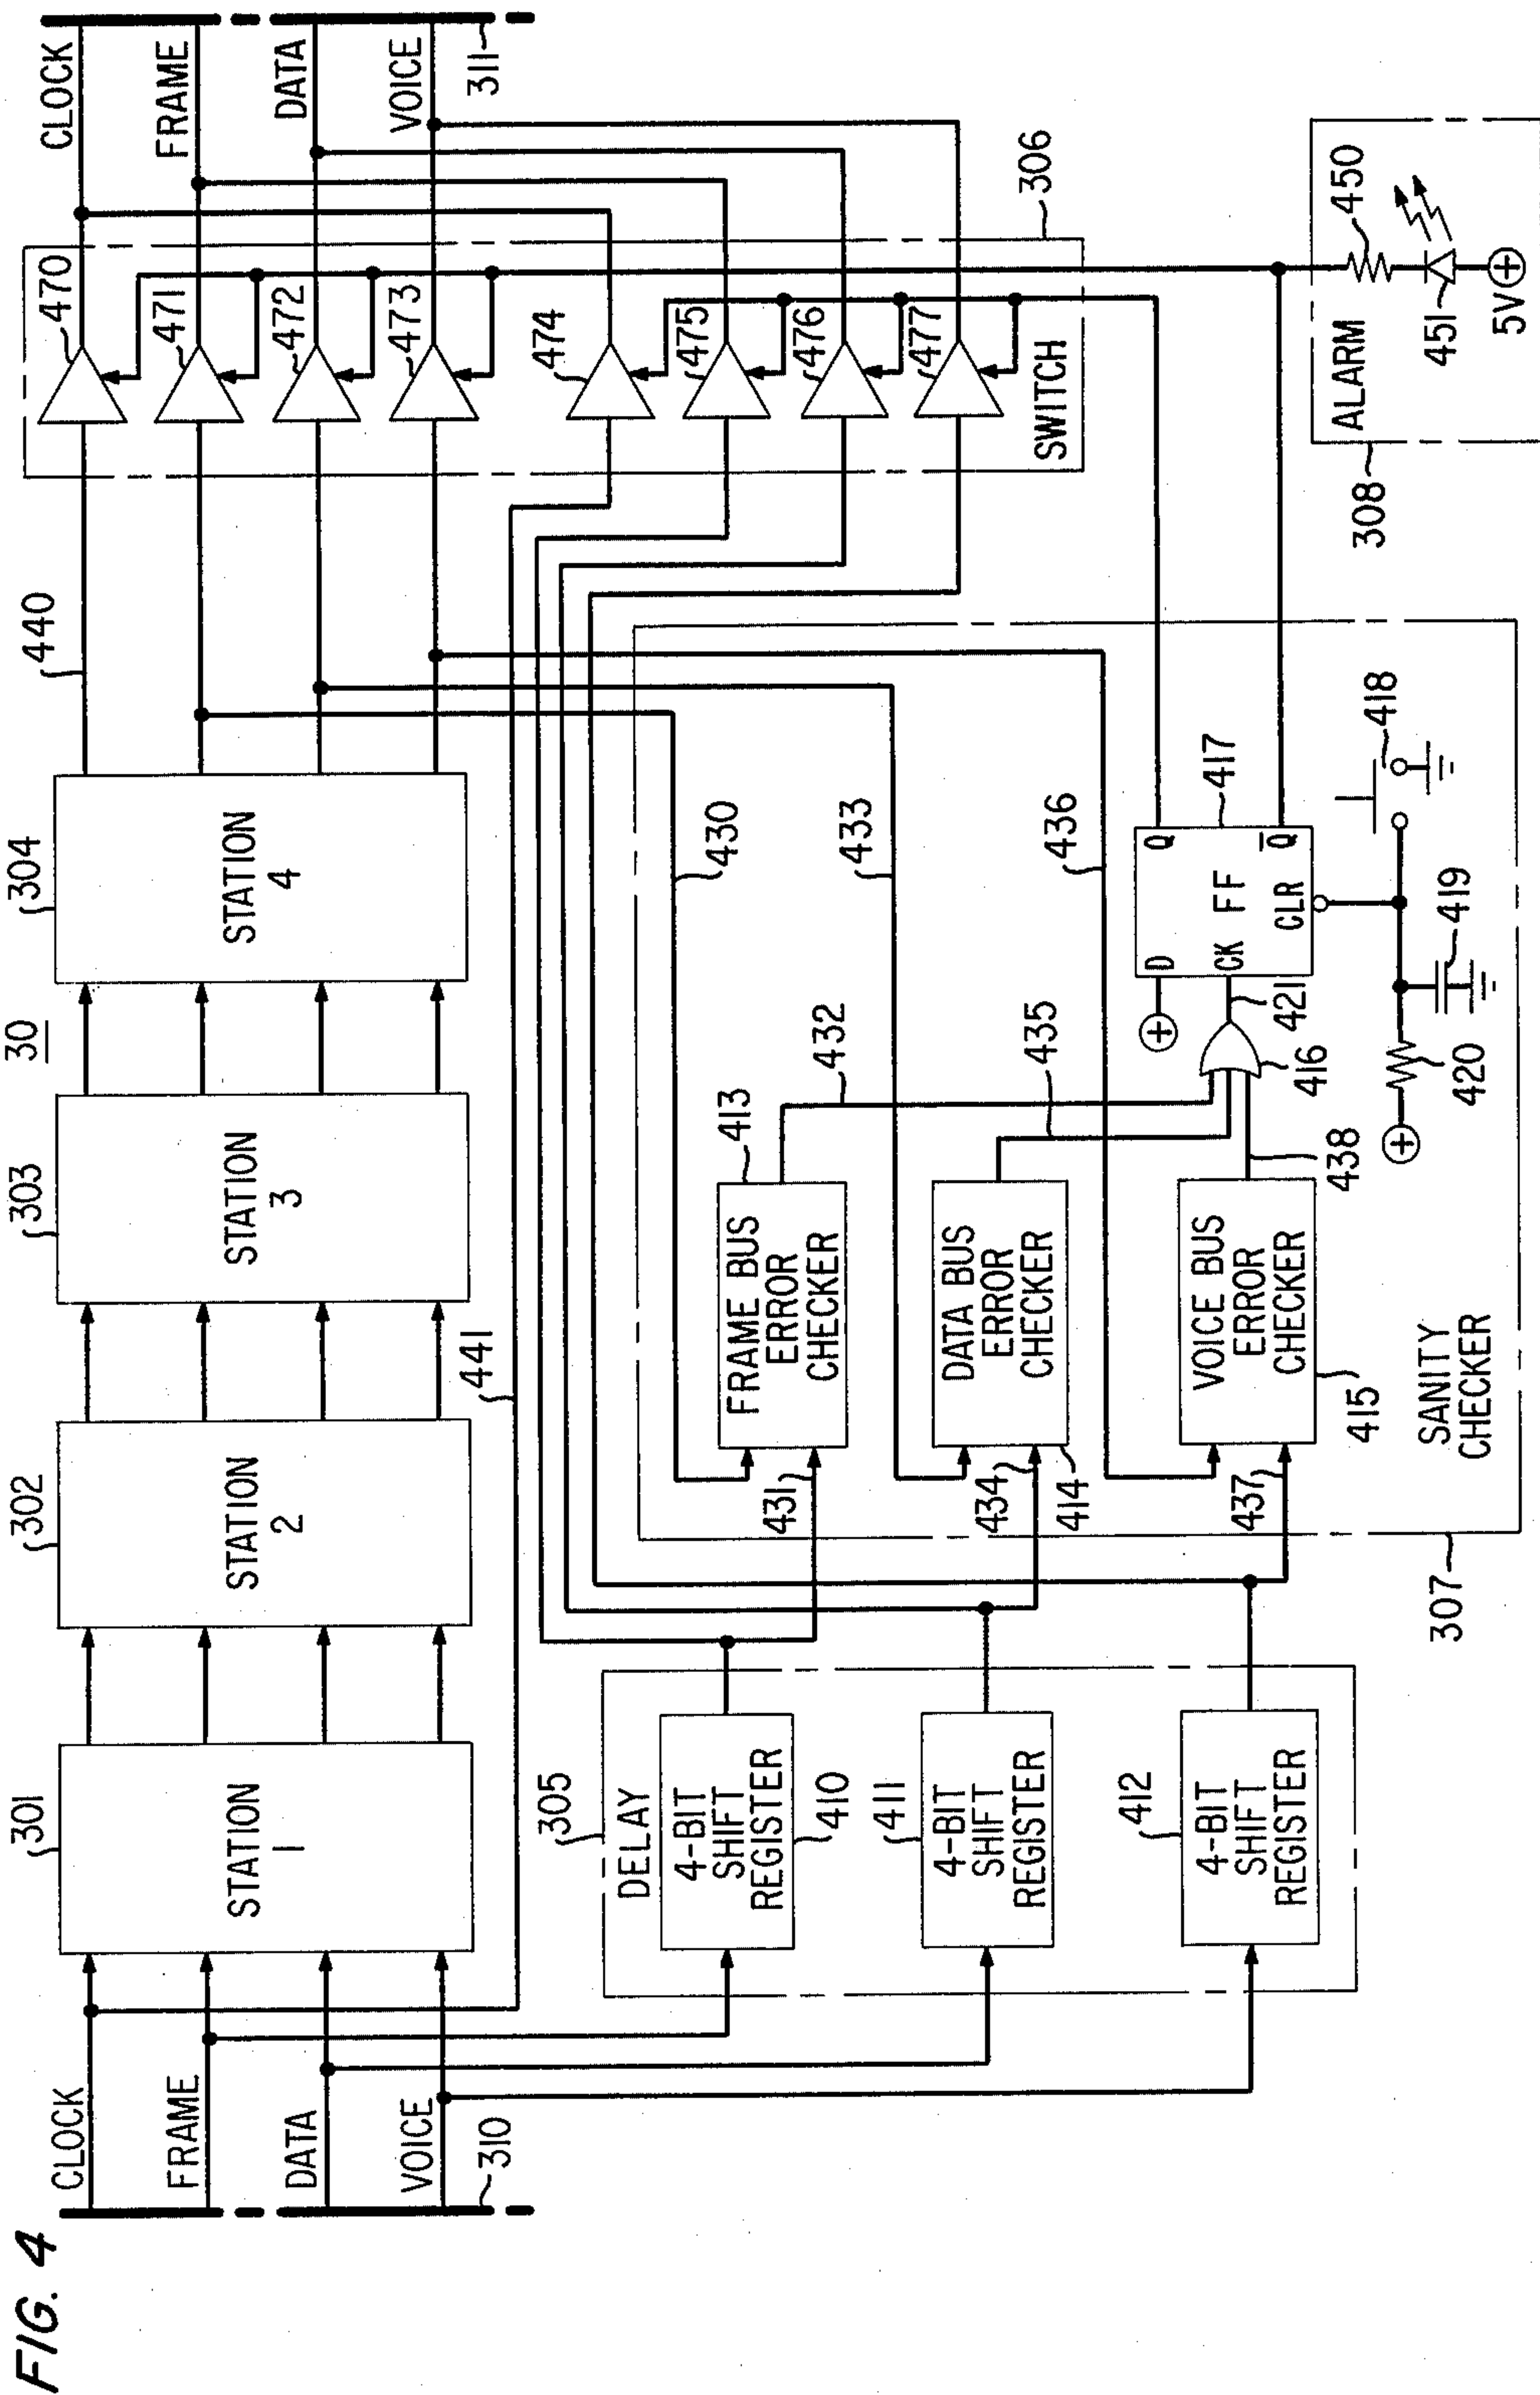 FIG. 4
30
CLOCK
FRAME
DATA
VOICE
310
301
STATION
1
302
STATION
2
303
STATION
3
304
STATION
4
440
441
470
471
472
473
474
475
476
477
SWITCH
306
CLOCK
FRAME
DATA
VOICE
311
305
DELAY
4-BIT
SHIFT
REGISTER
410
4-BIT
SHIFT
REGISTER
411
4-BIT
SHIFT
REGISTER
412
307
SANITY
CHECKER
430
431
FRAME BUS
ERROR
CHECKER
413
432
433
434
DATA BUS
ERROR
CHECKER
414
435
436
437
VOICE BUS
ERROR
CHECKER
415
438
416
421
D
CK
FF
Q
Q̅
CLR
417
418
419
420
308
ALARM
450
451
5V